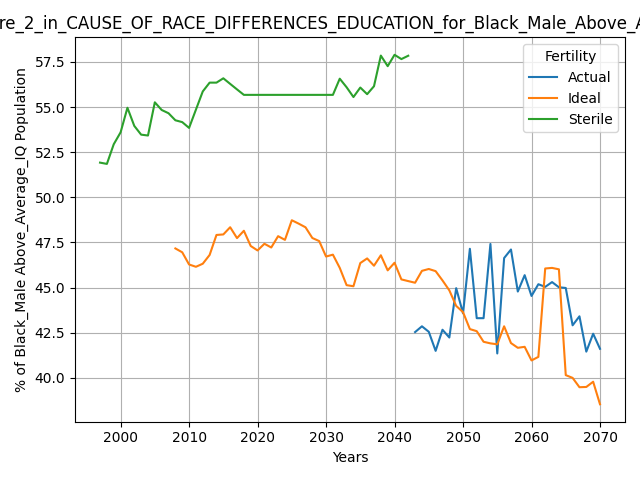 re_2_in_CAUSE_OF_RACE_DIFFERENCES_EDUCATION_for_Black_Male_Above_A
Fertility
Actual
Ideal
Sterile
% of Black_Male Above_Average_IQ Population
57.5
55.0
52.5
50.0
47.5
45.0
42.5
40.0
2000
2010
2020
2030
2040
2050
2060
2070
Years